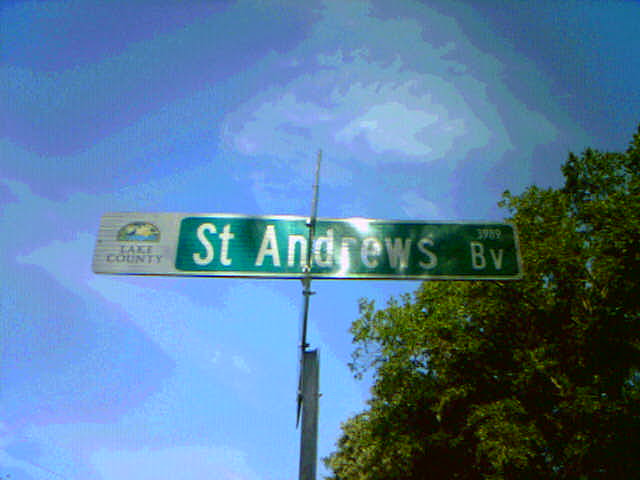 LAKE
COUNTY
St Andrews
3989
Bv